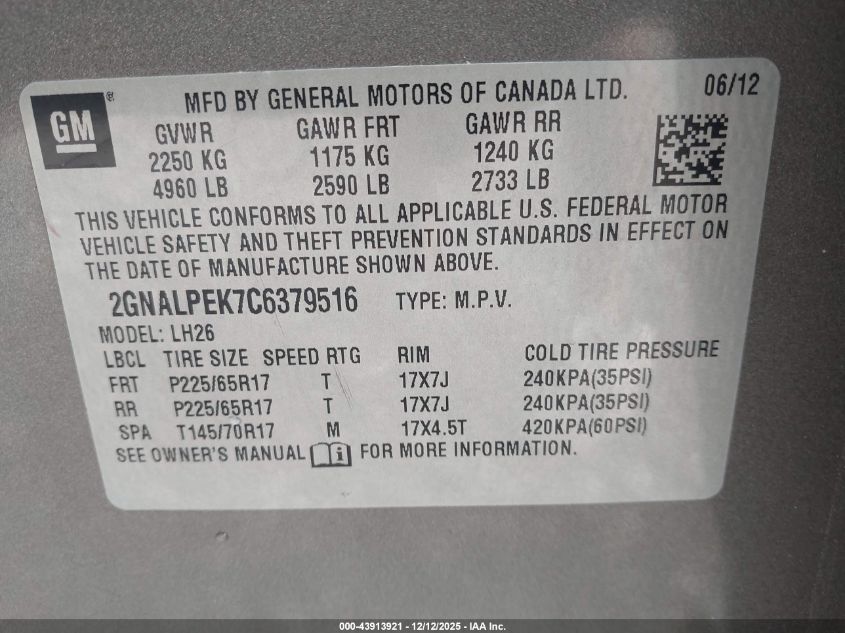 GM ®
MFD BY GENERAL MOTORS OF CANADA LTD. 06/12
GVWR GAWR FRT GAWR RR
2250 KG 1175 KG 1240 KG
4960 LB 2590 LB 2733 LB
THIS VEHICLE CONFORMS TO ALL APPLICABLE U.S. FEDERAL MOTOR
VEHICLE SAFETY AND THEFT PREVENTION STANDARDS IN EFFECT ON
THE DATE OF MANUFACTURE SHOWN ABOVE.
2GNALPEK7C6379516 TYPE: M.P.V.
MODEL: LH26
LBCL TIRE SIZE SPEED RTG RIM COLD TIRE PRESSURE
FRT P225/65R17 T 17X7J 240KPA(35PSI)
RR P225/65R17 T 17X7J 240KPA(35PSI)
SPA T145/70R17 M 17X4.5T 420KPA(60PSI)
SEE OWNER'S MANUAL i FOR MORE INFORMATION.
000-43913921 - 12/12/2025 - IAA Inc.